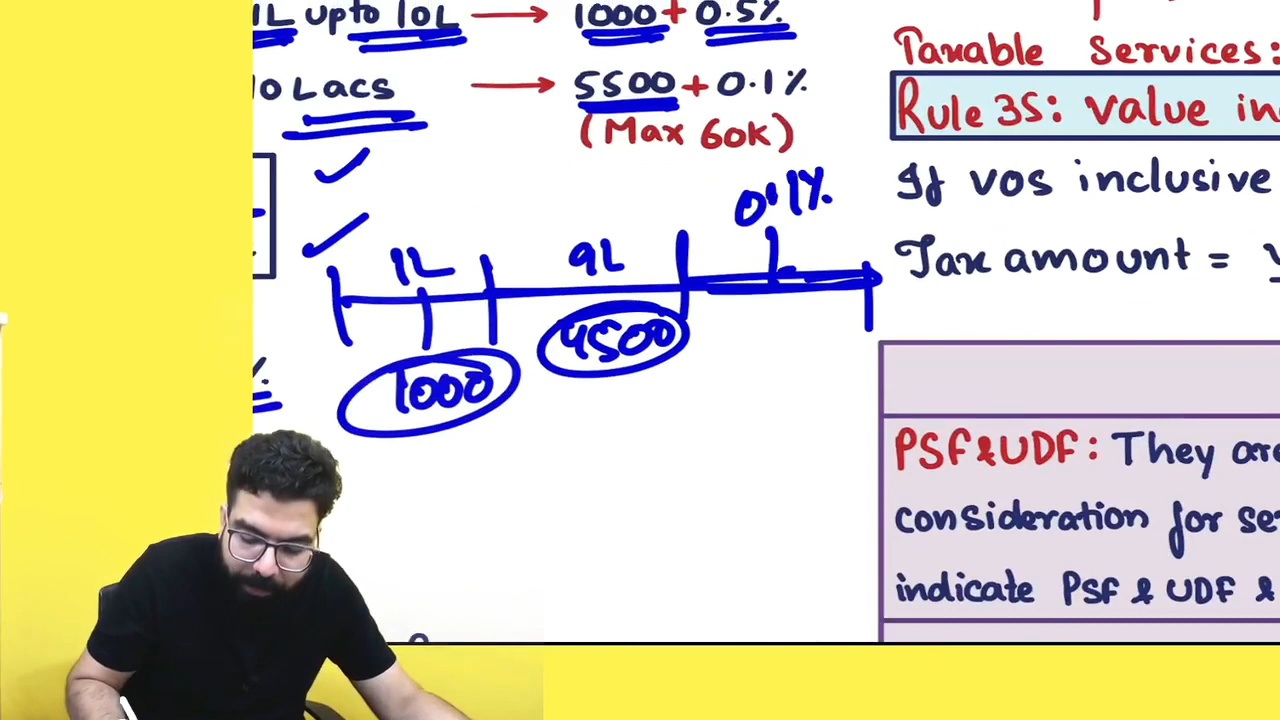 1L upto 10L → 1000 + 0.5%
10 Lacs → 5500 + 0.1%
(Max 60K)
0.1%
1L 9L
1000 4500
%
Taxable Services:
Rule 35: Value in
If vos inclusive
Tax amount =
PSF & UDF: They are
consideration for se
indicate PSF & UDF &